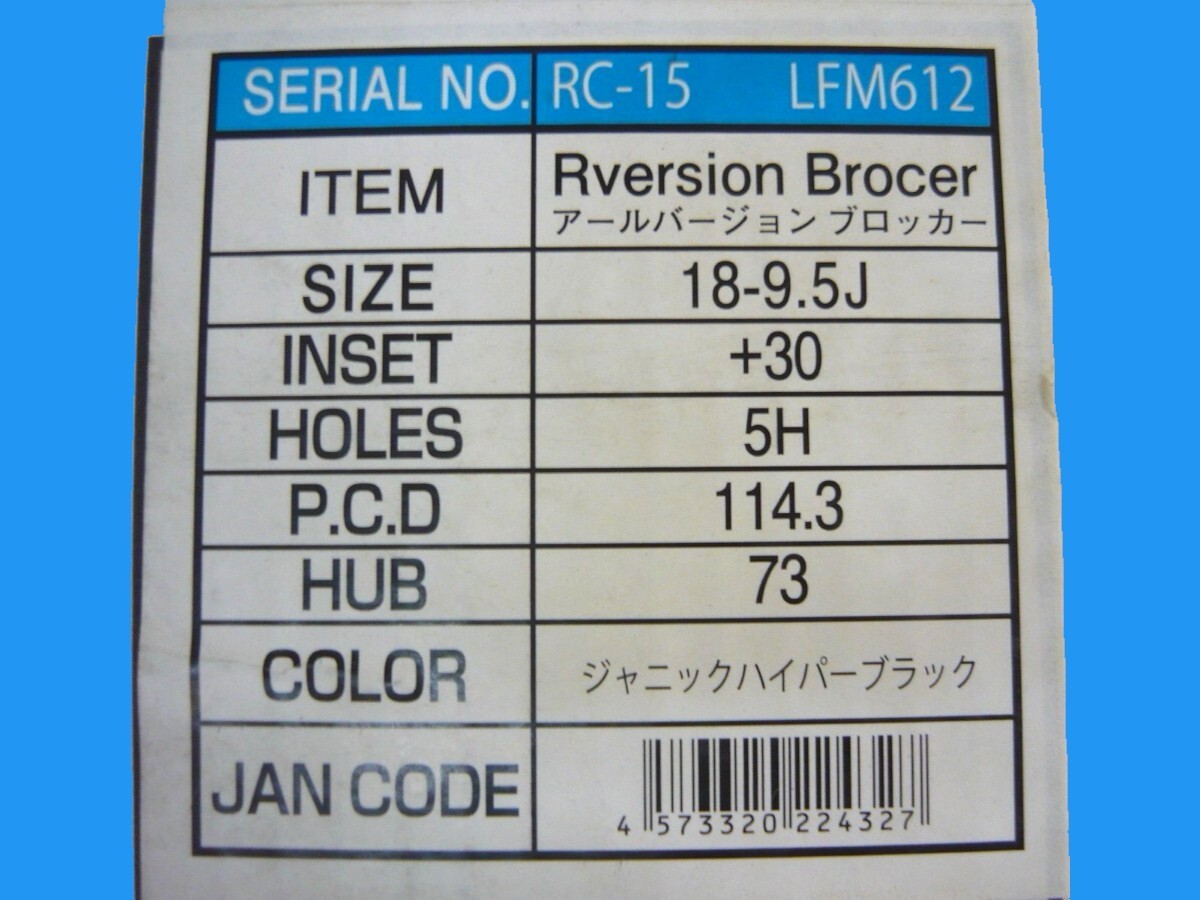 SERIAL NO. RC-15 LFM612
ITEM Rversion Brocer
アールバージョン ブロッカー
SIZE 18-9.5J
INSET +30
HOLES 5H
P.C.D 114.3
HUB 73
COLOR ジャニックハイパーブラック
JAN CODE 4 573320 224327